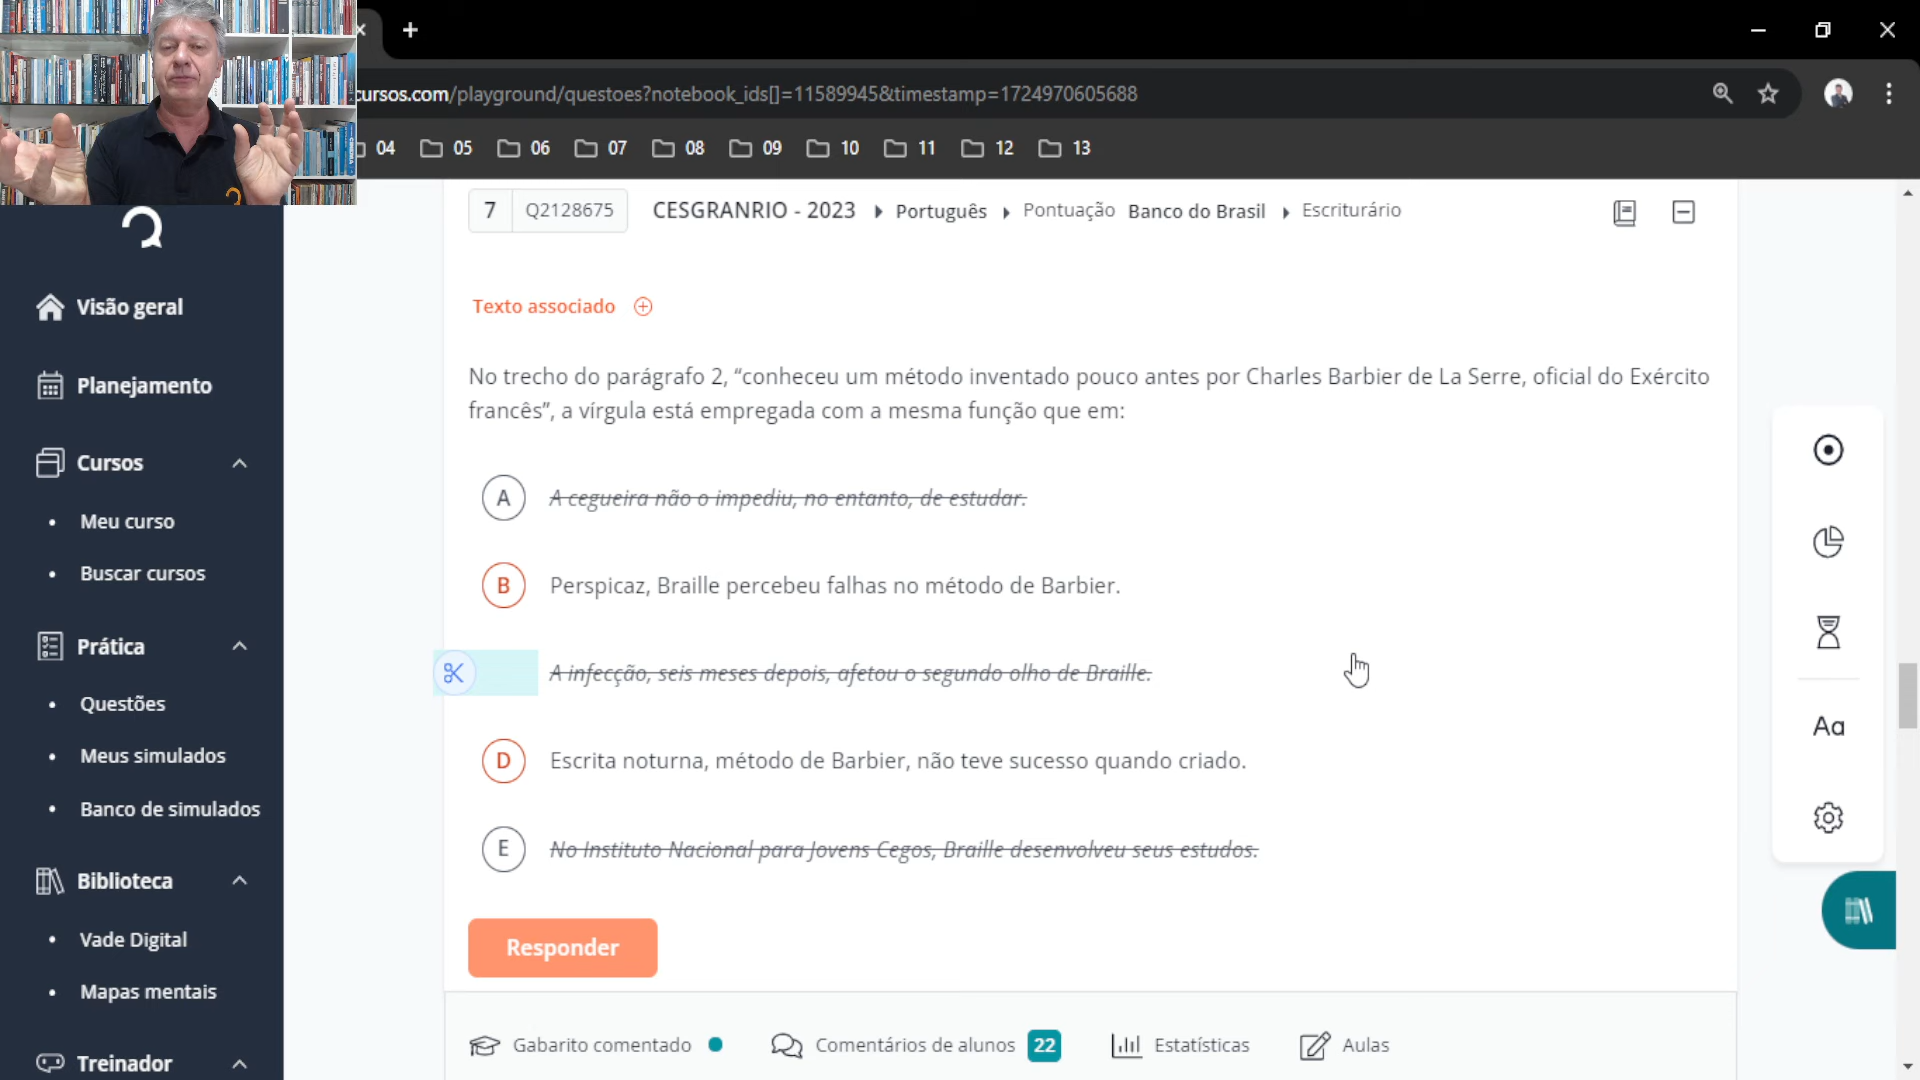 cursos.com/playground/questoes?notebook_ids[]=11589945&timestamp=1724970605688
04 05 06 07 08 09 10 11 12 13
7 Q2128675 CESGRANRIO - 2023 Português Pontuação Banco do Brasil Escriturário
Visão geral
Planejamento
Cursos
Meu curso
Buscar cursos
Prática
Questões
Meus simulados
Banco de simulados
Biblioteca
Vade Digital
Mapas mentais
Treinador
Texto associado
No trecho do parágrafo 2, “conheceu um método inventado pouco antes por Charles Barbier de La Serre, oficial do Exército
francês”, a vírgula está empregada com a mesma função que em:
A A cegueira não o impediu, no entanto, de estudar.
B Perspicaz, Braille percebeu falhas no método de Barbier.
A infecção, seis meses depois, afetou o segundo olho de Braille.
D Escrita noturna, método de Barbier, não teve sucesso quando criado.
E No Instituto Nacional para Jovens Cegos, Braille desenvolveu seus estudos.
Responder
Gabarito comentado Comentários de alunos 22 Estatísticas Aulas
Aa